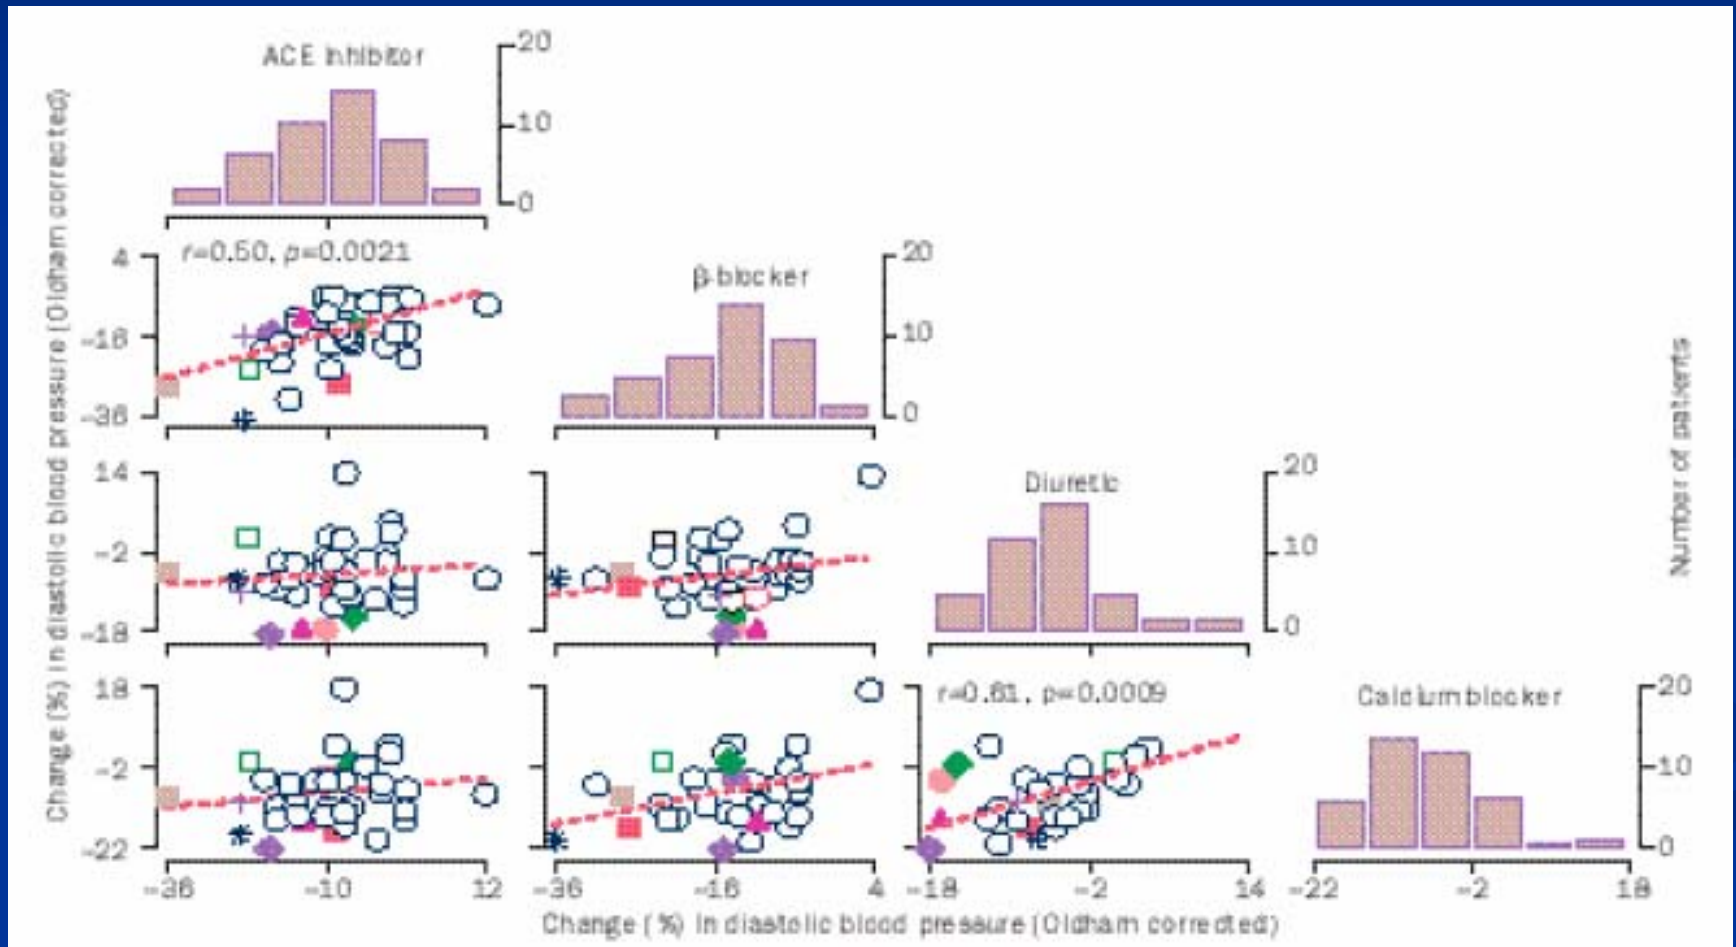 ACE inhibitor
20
10
0
r=0.50, p=0.0021
4
-16
-36
β-blocker
20
10
0
14
-2
-18
Diuretic
20
10
0
18
-2
-22
r=0.61, p=0.0009
Calcium blocker
20
10
0
-36 -10 12
-36 -16 4
-18 -2 14
-22 -2 18
Change (%) in diastolic blood pressure (Oldham corrected)
Change (%) in diastolic blood pressure (Oldham corrected)
Number of patients